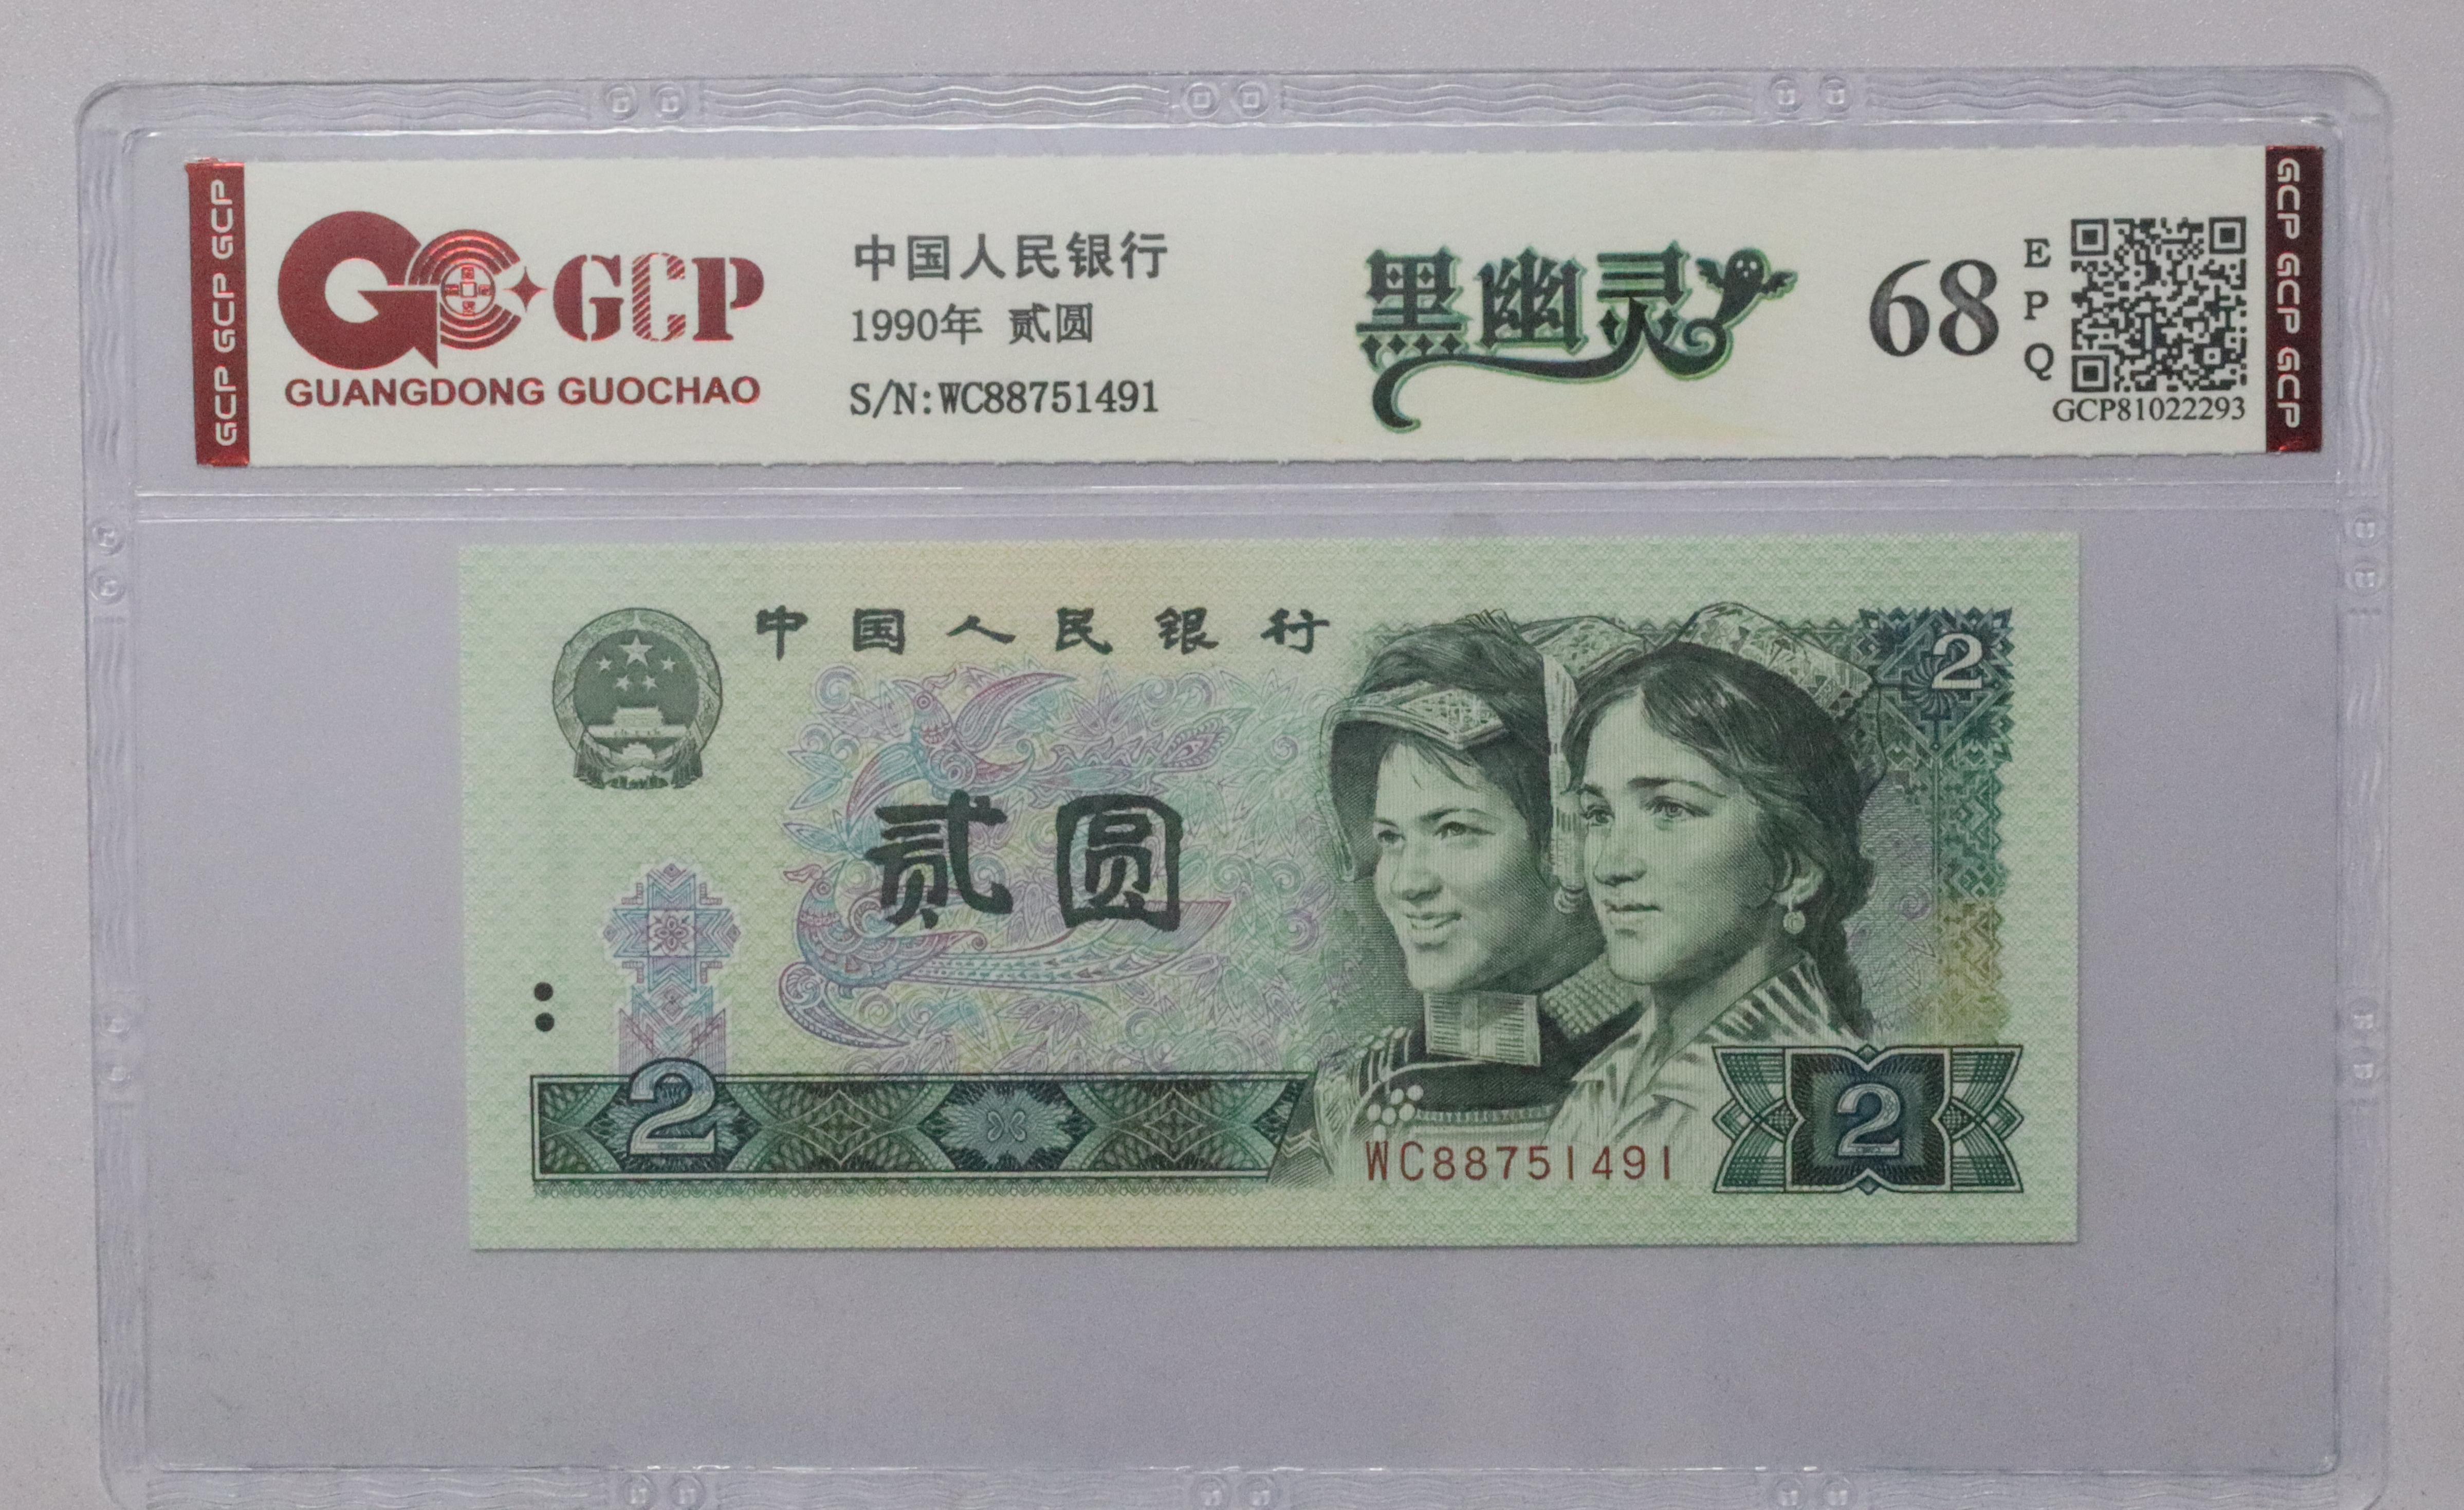 GCP GCP GCP
GCP
GUANGDONG GUOCHAO
中国人民银行
1990年 贰圆
S/N:WC88751491
黑幽灵
68
E
P
Q
GCP81022293
GCP GCP GCP
中国人民银行
2
贰圆
2
WC88751491
2